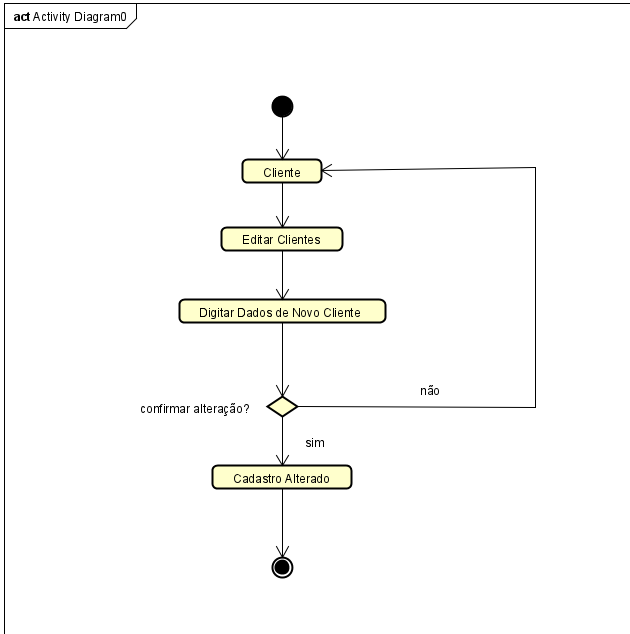 act Activity Diagram0
Cliente
Editar Clientes
Digitar Dados de Novo Cliente
não
confirmar alteração?
sim
Cadastro Alterado